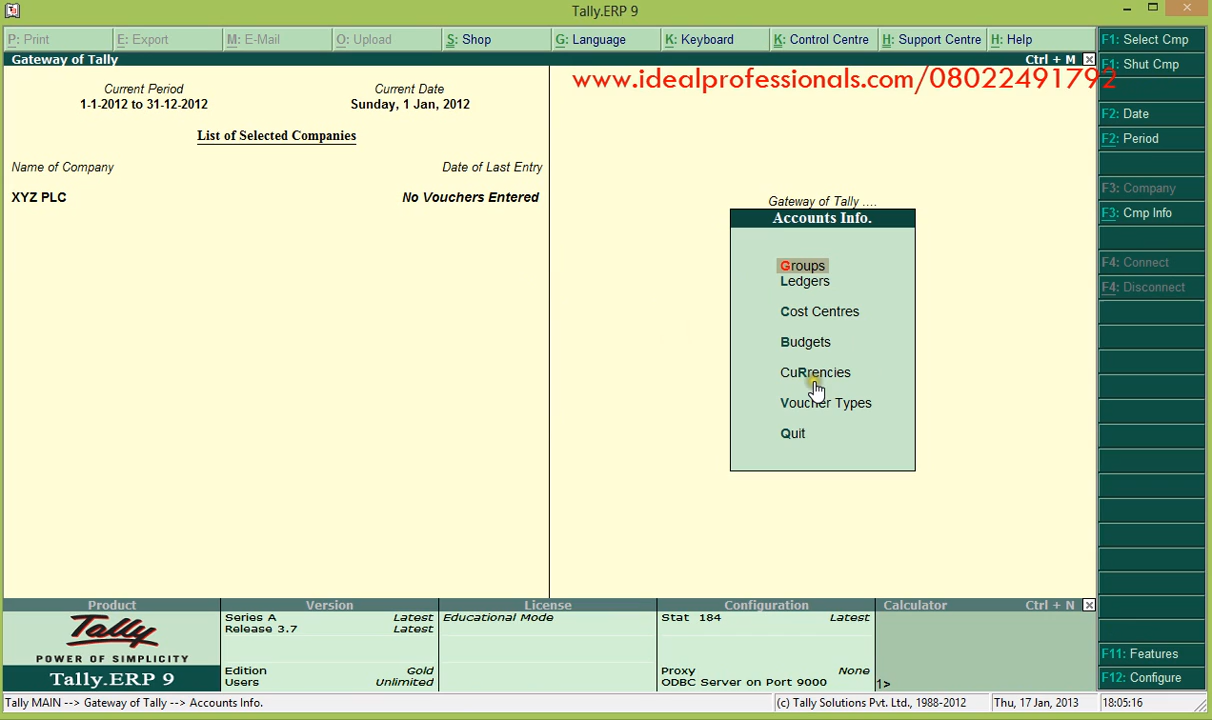 Tally.ERP 9
P: Print
E: Export
M: E-Mail
O: Upload
S: Shop
G: Language
K: Keyboard
K: Control Centre
H: Support Centre
H: Help
Gateway of Tally
Ctrl + M
www.idealprofessionals.com/08022491792
Current Period
1-1-2012 to 31-12-2012
Current Date
Sunday, 1 Jan, 2012
List of Selected Companies
Name of Company
Date of Last Entry
XYZ PLC
No Vouchers Entered
Gateway of Tally ....
Accounts Info.
Groups
Ledgers
Cost Centres
Budgets
CuRrencies
Voucher Types
Quit
F1: Select Cmp
F1: Shut Cmp
F2: Date
F2: Period
F3: Company
F3: Cmp Info
F4: Connect
F4: Disconnect
F11: Features
F12: Configure
Product
Tally
POWER OF SIMPLICITY
Tally.ERP 9
Version
Series A Latest
Release 3.7 Latest
Edition Gold
Users Unlimited
License
Educational Mode
Configuration
Stat 184 Latest
Proxy None
ODBC Server on Port 9000
Calculator
Ctrl + N
1>
Tally MAIN --> Gateway of Tally --> Accounts Info.
(c) Tally Solutions Pvt. Ltd., 1988-2012
Thu, 17 Jan, 2013
18:05:16